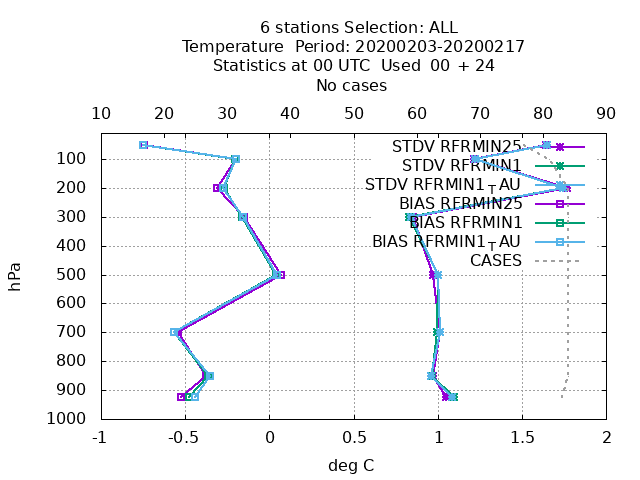 6 stations Selection: ALL
Temperature  Period: 20200203-20200217
Statistics at 00 UTC  Used  00 + 24
No cases
10 20 30 40 50 60 70 80 90
STDV RFRMIN25
STDV RFRMIN1
STDV RFRMIN1_TAU
BIAS RFRMIN25
BIAS RFRMIN1
BIAS RFRMIN1_TAU
CASES
100
200
300
400
500
600
700
800
900
1000
hPa
-1 -0.5 0 0.5 1 1.5 2
deg C